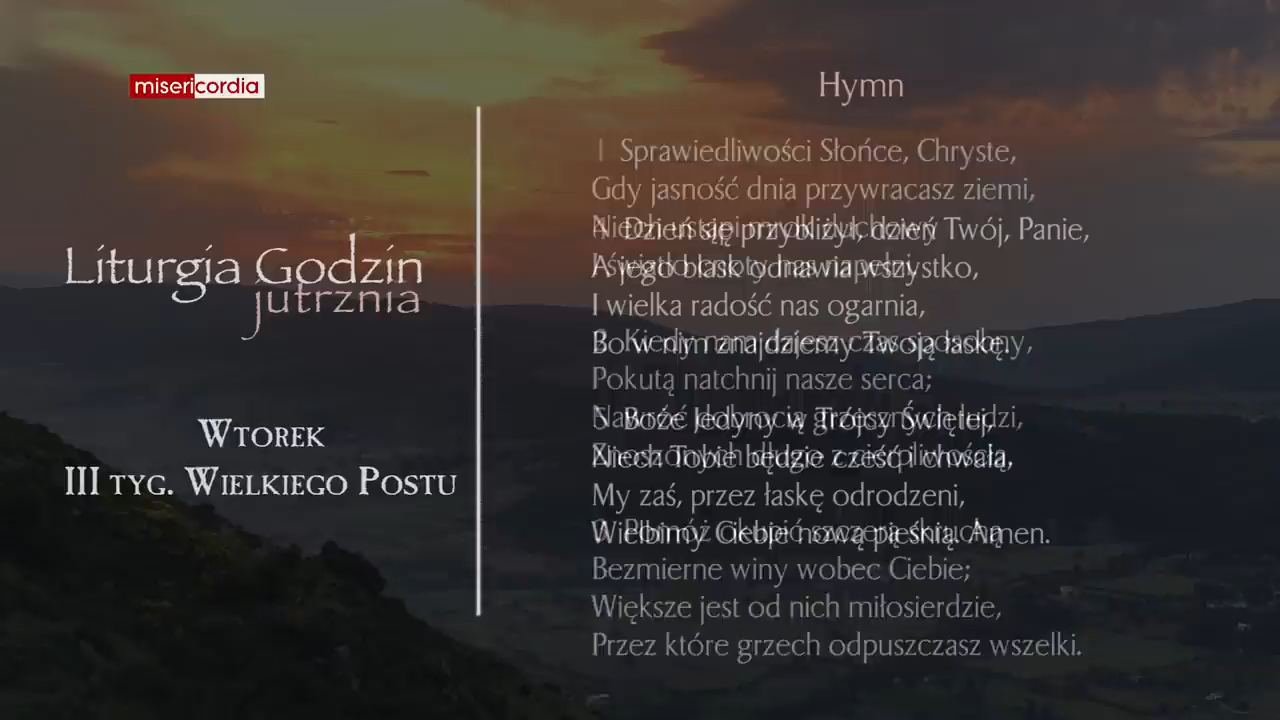 misericordia
Liturgia Godzin
jutrznia
Wtorek
III tyg. Wielkiego Postu
Hymn
1 Sprawiedliwości Słońce, Chryste,
Gdy jasność dnia przywracasz ziemi,
4 Dzień się przybliżył, dzień Twój, Panie,
A jego blask odnawia wszystko,
I wielka radość nas ogarnia,
Bo w nim znajdziemy Twoją łaskę.
Pokutą natchnij nasze serca;
5 Boże Jedyny w Trójcy Świętej,
Niech Tobie będzie cześć i chwała,
My zaś, przez łaskę odrodzeni,
Wielbimy Ciebie nową pieśnią. Amen.
Bezmierne winy wobec Ciebie;
Większe jest od nich miłosierdzie,
Przez które grzech odpuszczasz wszelki.